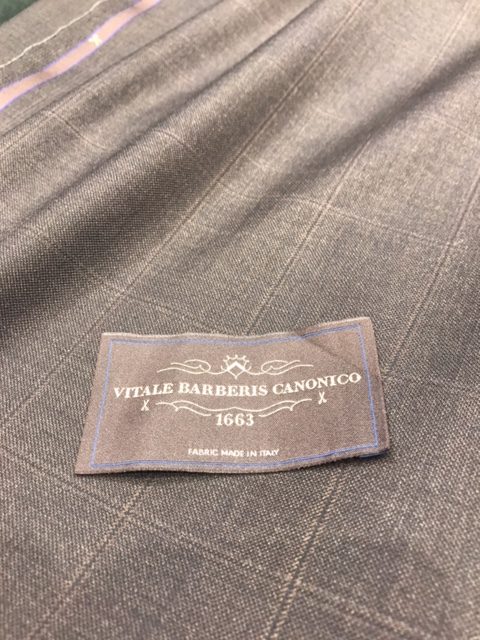 VITALE BARBERIS CANONICO
1663
FABRIC MADE IN ITALY